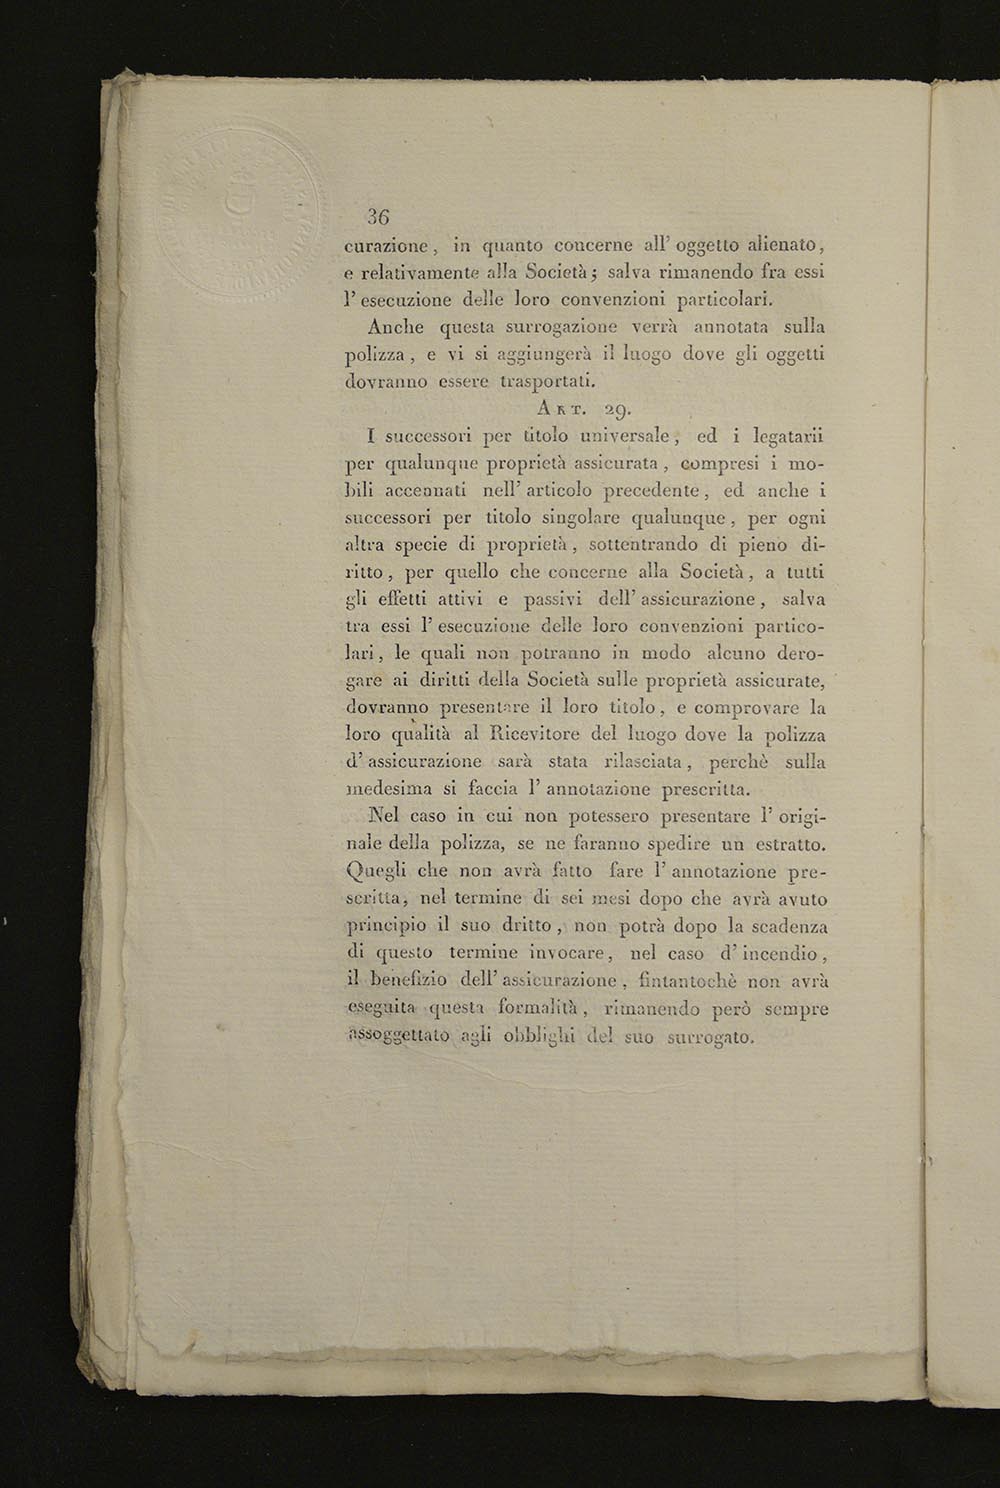 36
curazione, in quanto concerne all' oggetto alienato,
e relativamente alla Società; salva rimanendo fra essi
l' esecuzione delle loro convenzioni particolari.
Anche questa surrogazione verrà annotata sulla
polizza, e vi si aggiungerà il luogo dove gli oggetti
dovranno essere trasportati.
ART. 29.
I successori per titolo universale, ed i legatarii
per qualunque proprietà assicurata, compresi i mo-
bili accennati nell' articolo precedente, ed anche i
successori per titolo singolare qualunque, per ogni
altra specie di proprietà, sottentrando di pieno di-
ritto, per quello che concerne alla Società, a tutti
gli effetti attivi e passivi dell' assicurazione, salva
tra essi l' esecuzione delle loro convenzioni partico-
lari, le quali non potranno in modo alcuno dero-
gare ai diritti della Società sulle proprietà assicurate,
dovranno presentare il loro titolo, e comprovare la
loro qualità al Ricevitore del luogo dove la polizza
d' assicurazione sarà stata rilasciata, perchè sulla
medesima si faccia l' annotazione prescritta.
Nel caso in cui non potessero presentare l' origi-
nale della polizza, se ne faranno spedire un estratto.
Quegli che non avrà fatto fare l' annotazione pre-
scritta, nel termine di sei mesi dopo che avrà avuto
principio il suo dritto, non potrà dopo la scadenza
di questo termine invocare, nel caso d' incendio,
il benefizio dell' assicurazione, fintantochè non avrà
eseguita questa formalità, rimanendo però sempre
assoggettato agli obblighi del suo surrogato.